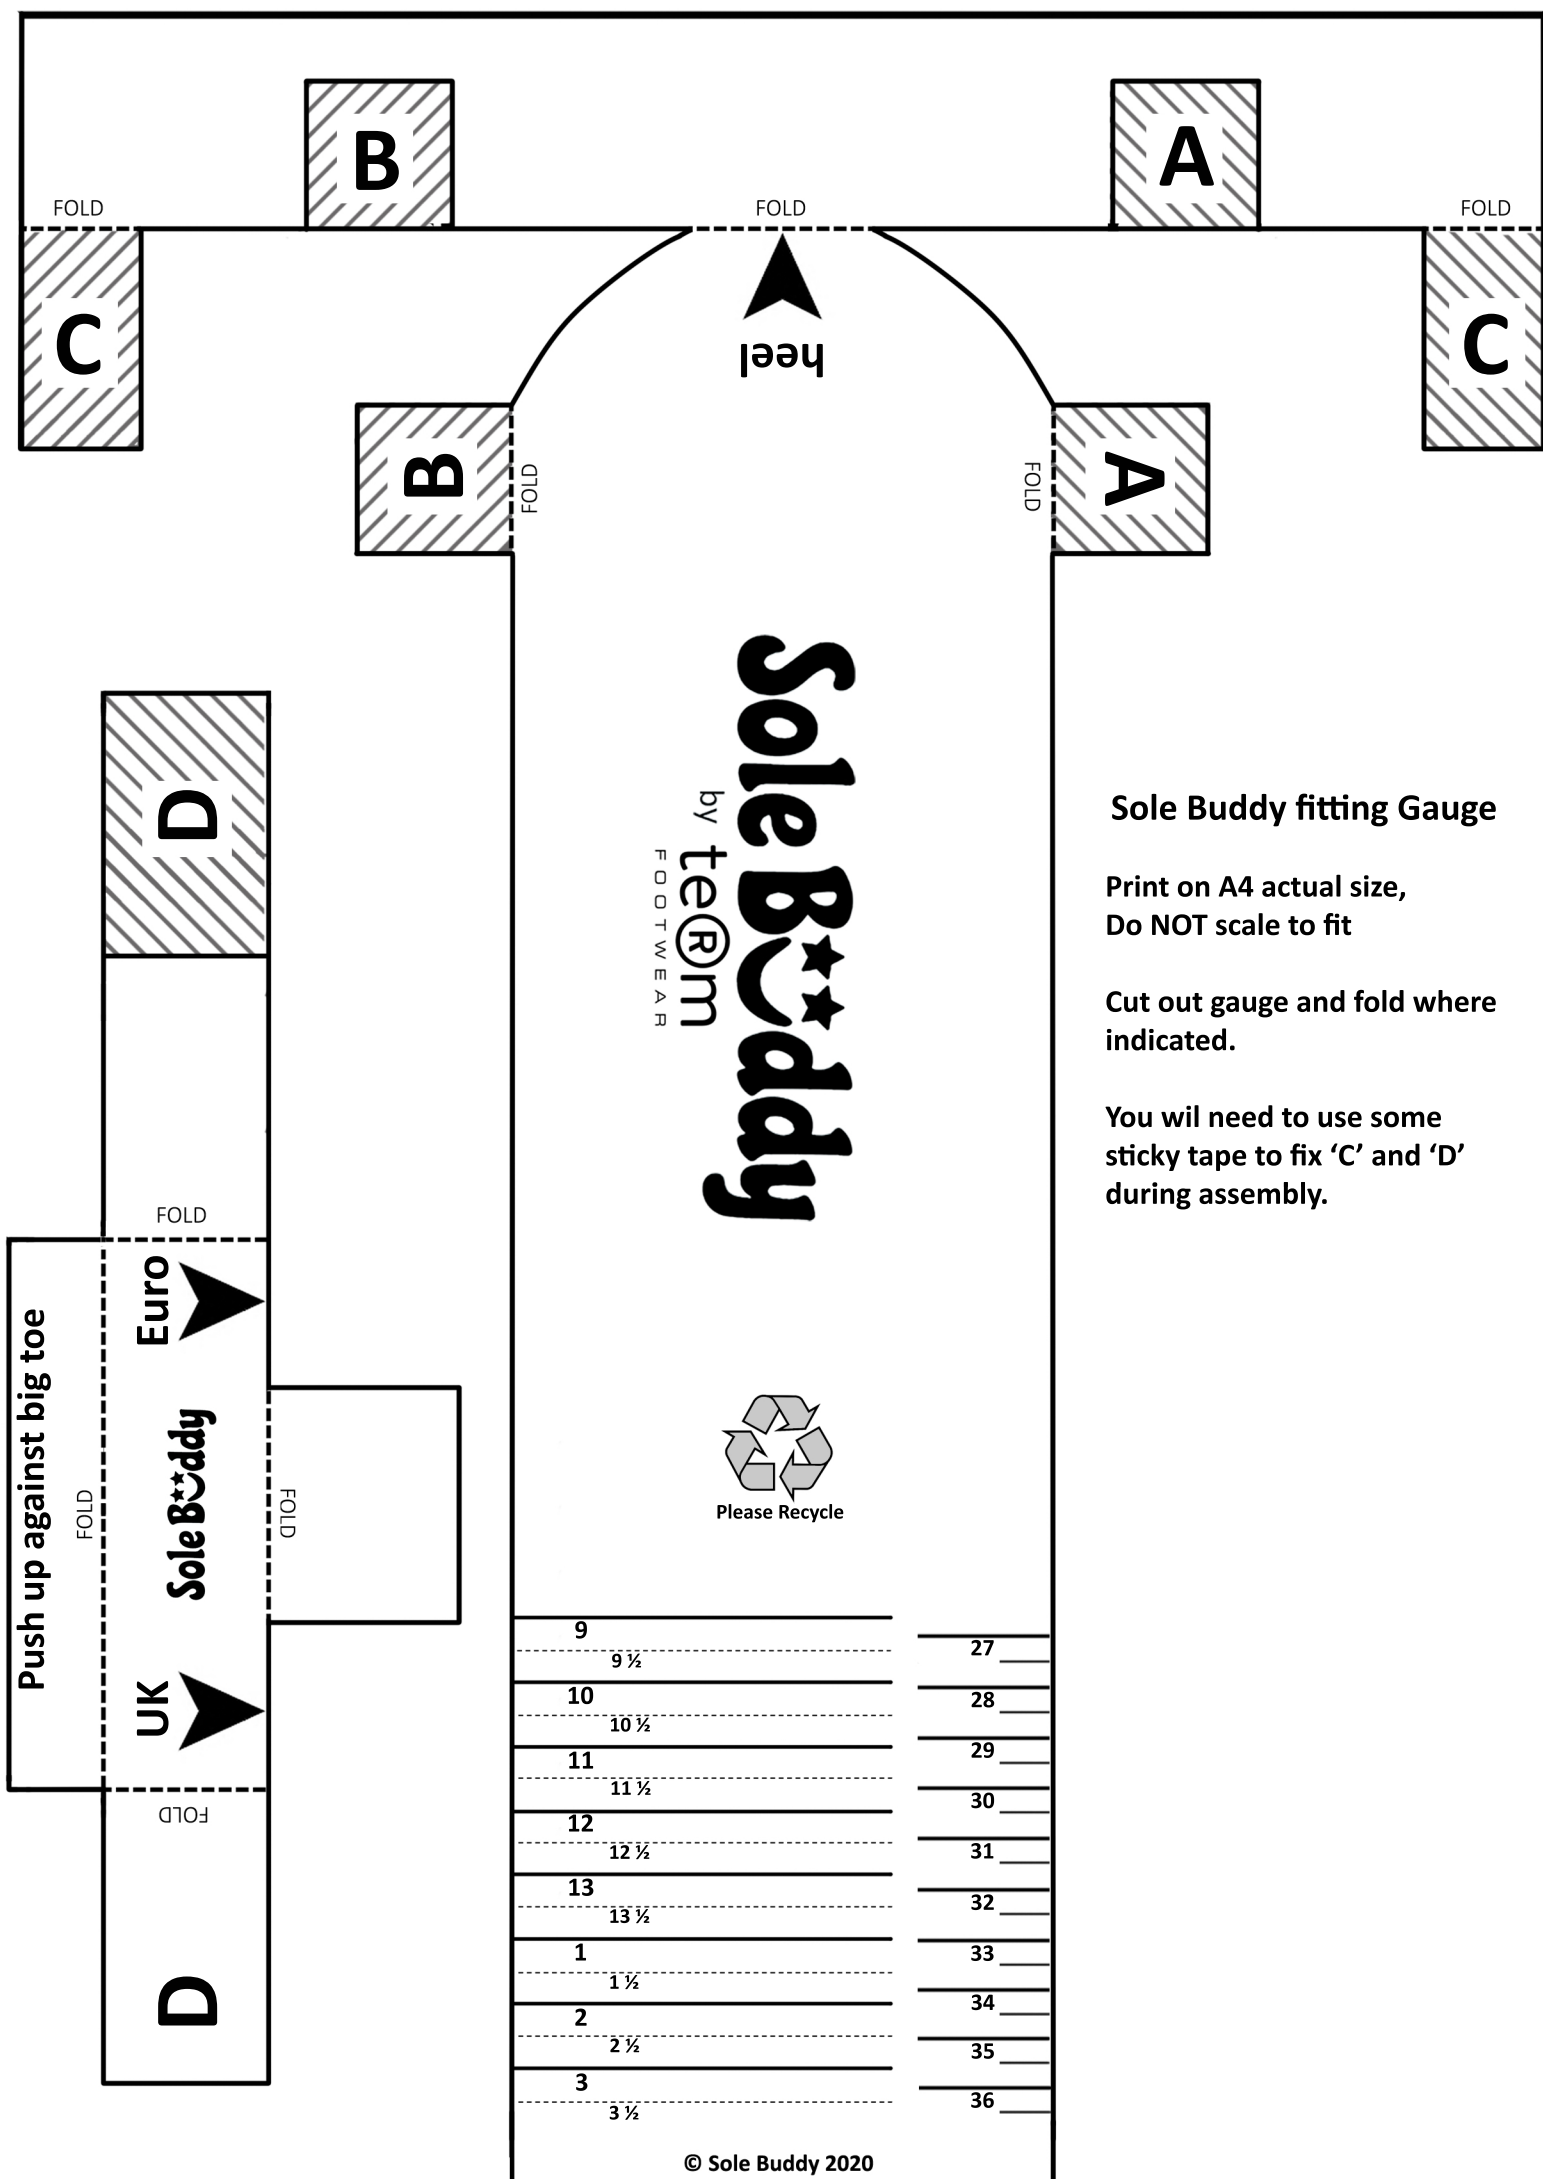 B
A
FOLD
FOLD
FOLD
C
C
heel
B
FOLD
FOLD
A
Sole Buddy
by te®m
FOOTWEAR
D
Sole Buddy fitting Gauge
Print on A4 actual size,
Do NOT scale to fit
Cut out gauge and fold where
indicated.
You wil need to use some
sticky tape to fix ‘C’ and ‘D’
during assembly.
FOLD
Euro
Push up against big toe
FOLD
Sole Buddy
FOLD
UK
FOLD
D
Please Recycle
9
9 ½
10
10 ½
11
11 ½
12
12 ½
13
13 ½
1
1 ½
2
2 ½
3
3 ½
27
28
29
30
31
32
33
34
35
36
© Sole Buddy 2020